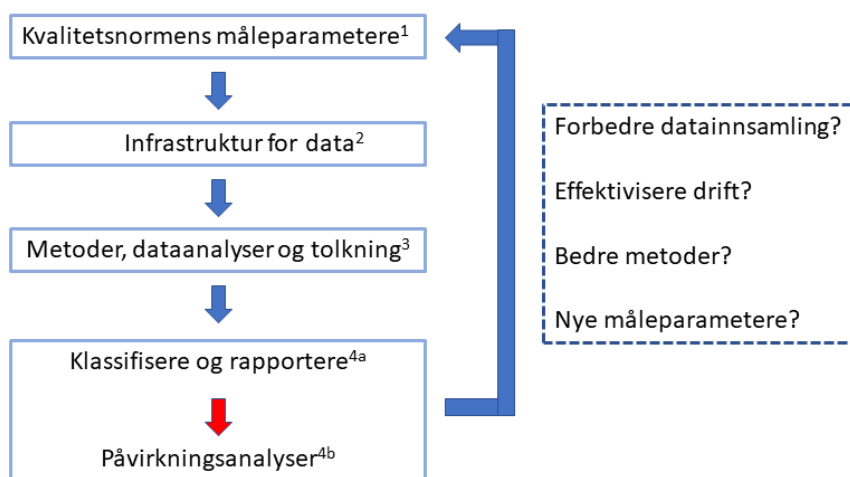 Kvalitetsnormens måleparametere¹
Infrastruktur for data²
Metoder, dataanalyser og tolkning³
Klassifisere og rapportere⁴ᵃ
Påvirkningsanalyser⁴ᵇ
Forbedre datainnsamling?
Effektivisere drift?
Bedre metoder?
Nye måleparametere?